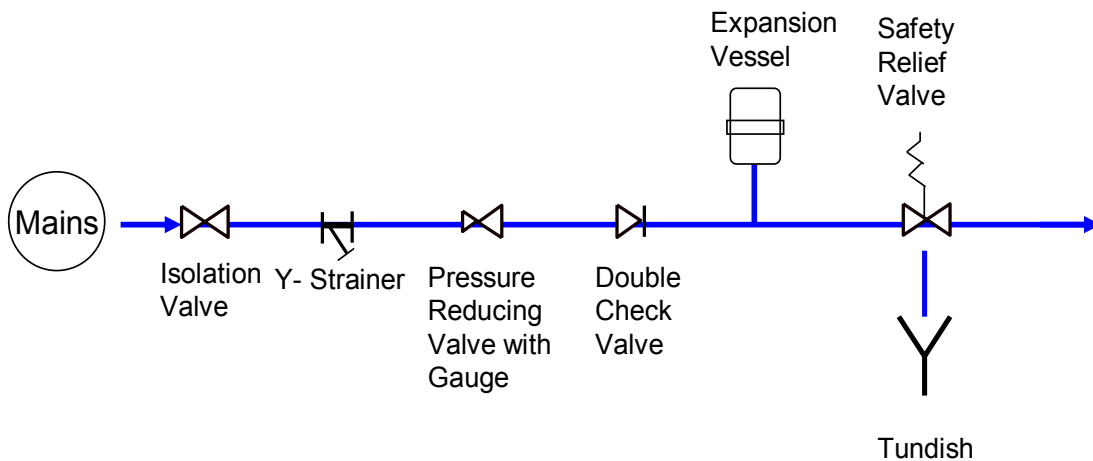 Expansion
Vessel
Safety
Relief
Valve
Mains
Isolation
Valve
Y- Strainer
Pressure
Reducing
Valve with
Gauge
Double
Check
Valve
Tundish